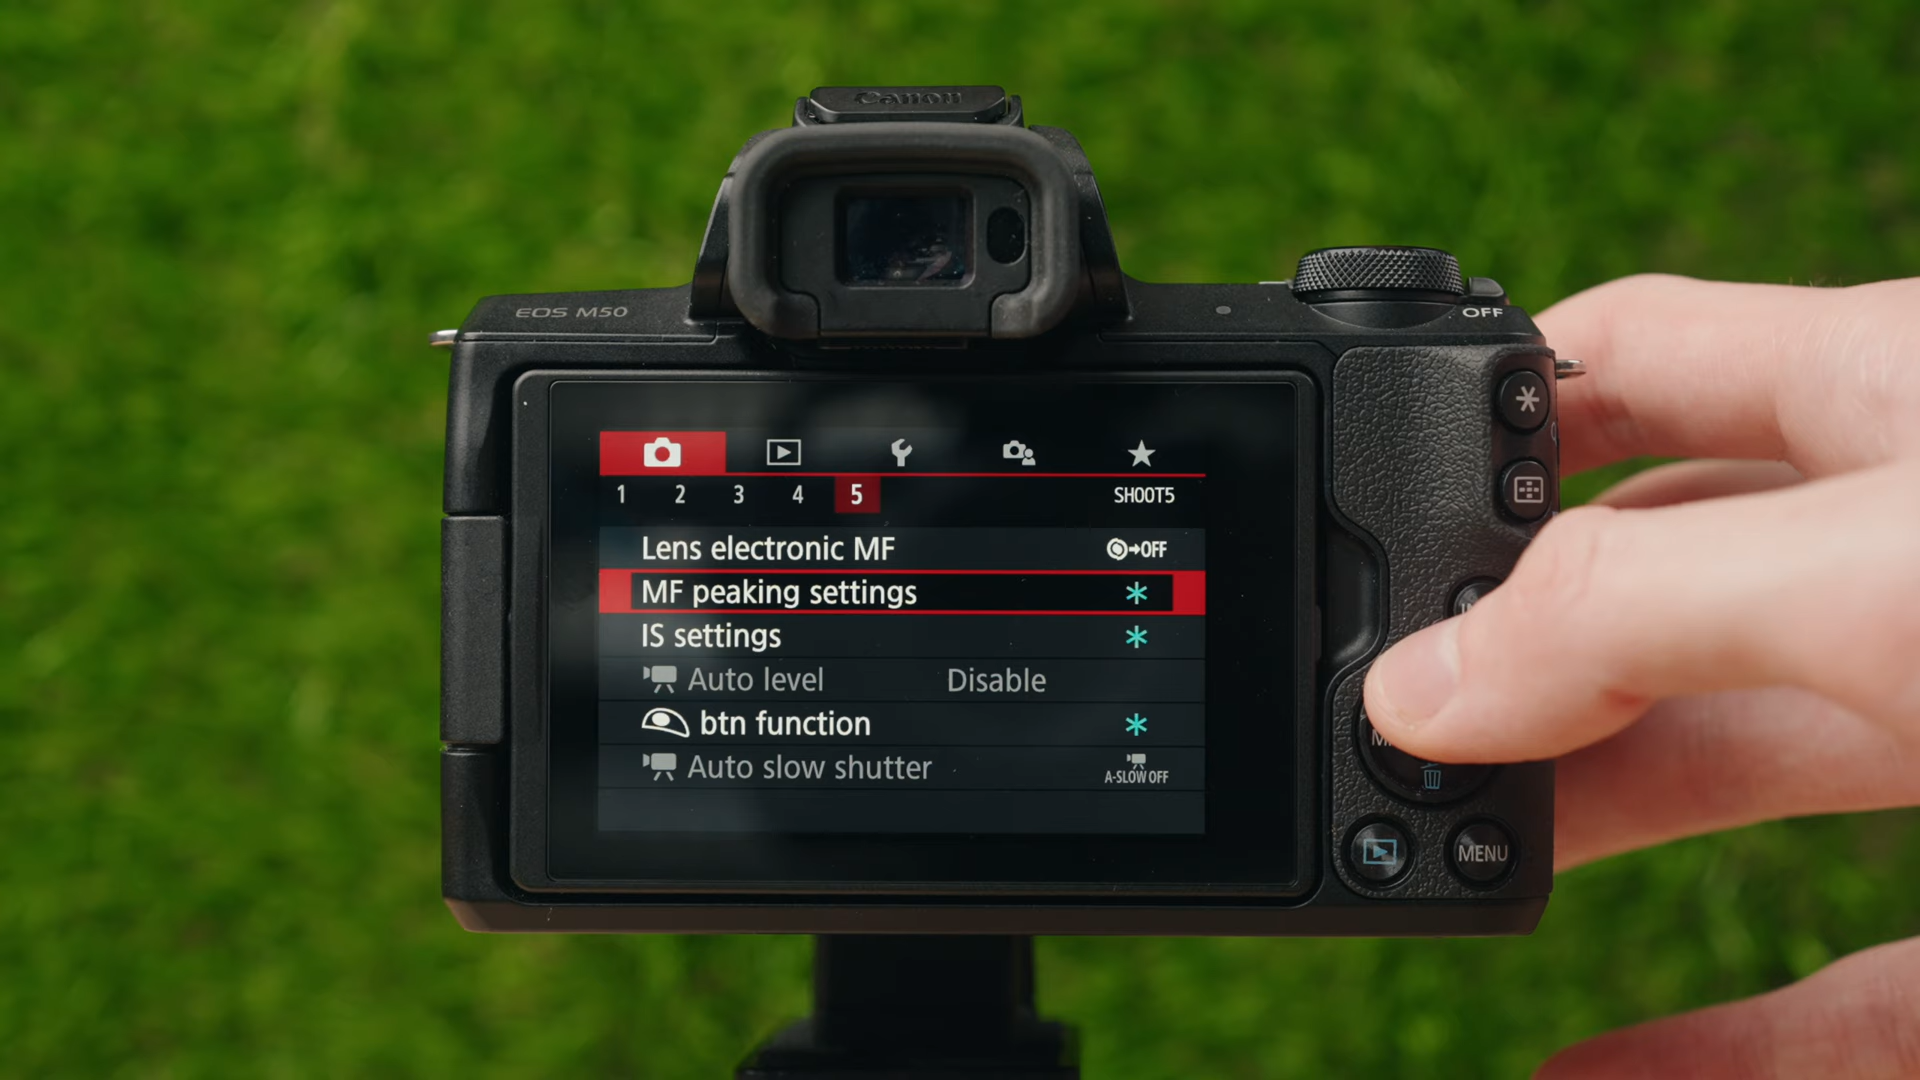 Canon
EOS M50
OFF
1 2 3 4 5 SHOOT5
Lens electronic MF OFF
MF peaking settings
IS settings
Auto level Disable
btn function
Auto slow shutter A-SLOW OFF
MENU